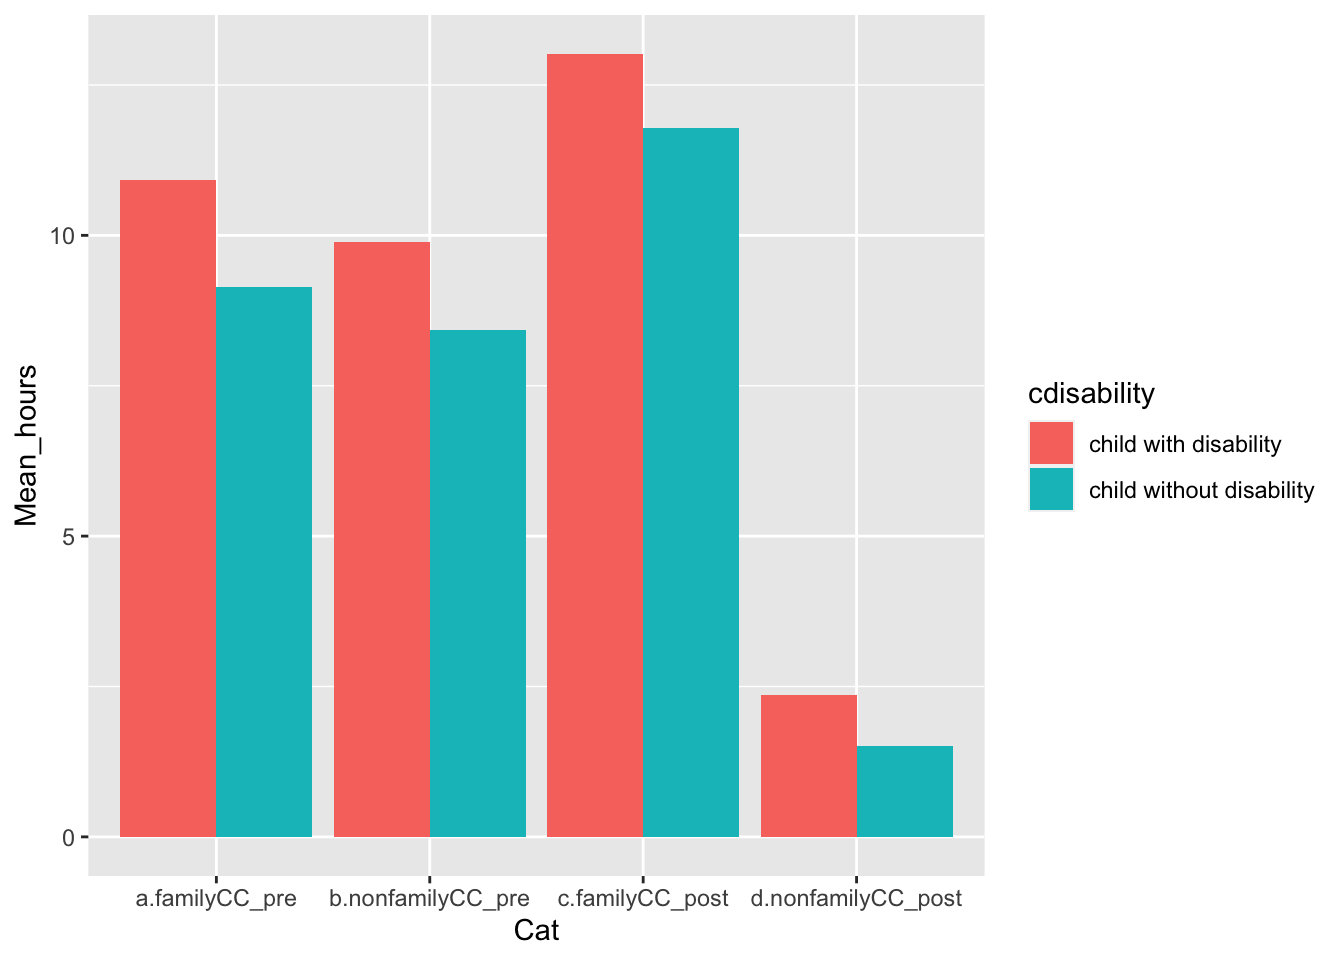 Mean_hours
10
5
0
a.familyCC_pre
b.nonfamilyCC_pre
c.familyCC_post
d.nonfamilyCC_post
Cat
cdisability
child with disability
child without disability